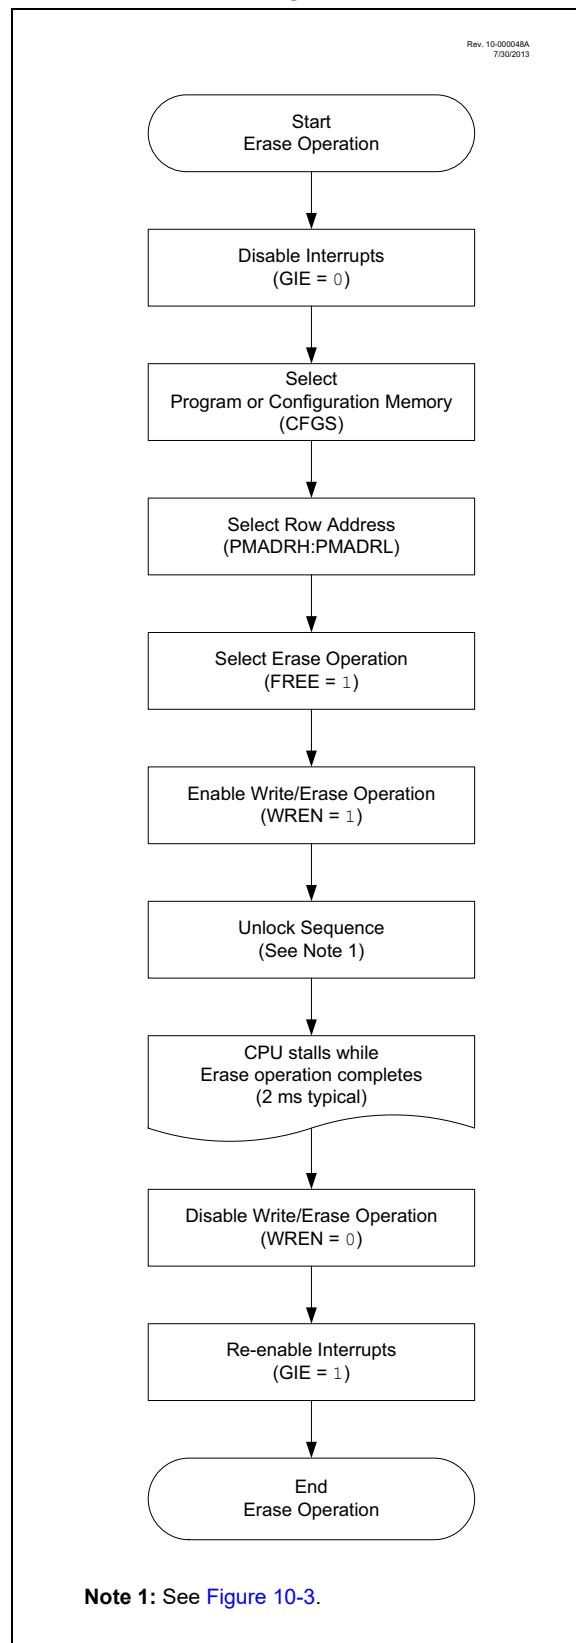 Rev. 10-000048A
7/30/2013
Start
Erase Operation
Disable Interrupts
(GIE = 0)
Select
Program or Configuration Memory
(CFGS)
Select Row Address
(PMADRH:PMADRL)
Select Erase Operation
(FREE = 1)
Enable Write/Erase Operation
(WREN = 1)
Unlock Sequence
(See Note 1)
CPU stalls while
Erase operation completes
(2 ms typical)
Disable Write/Erase Operation
(WREN = 0)
Re-enable Interrupts
(GIE = 1)
End
Erase Operation
Note 1: See Figure 10-3.